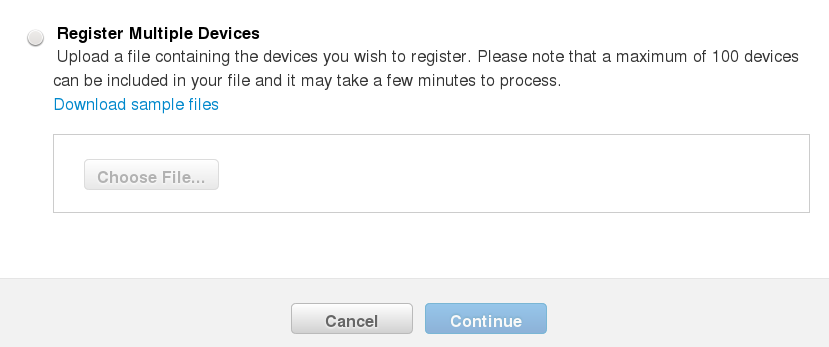 Register Multiple Devices
Upload a file containing the devices you wish to register. Please note that a maximum of 100 devices
can be included in your file and it may take a few minutes to process.
Download sample files
Choose File...
Cancel
Continue